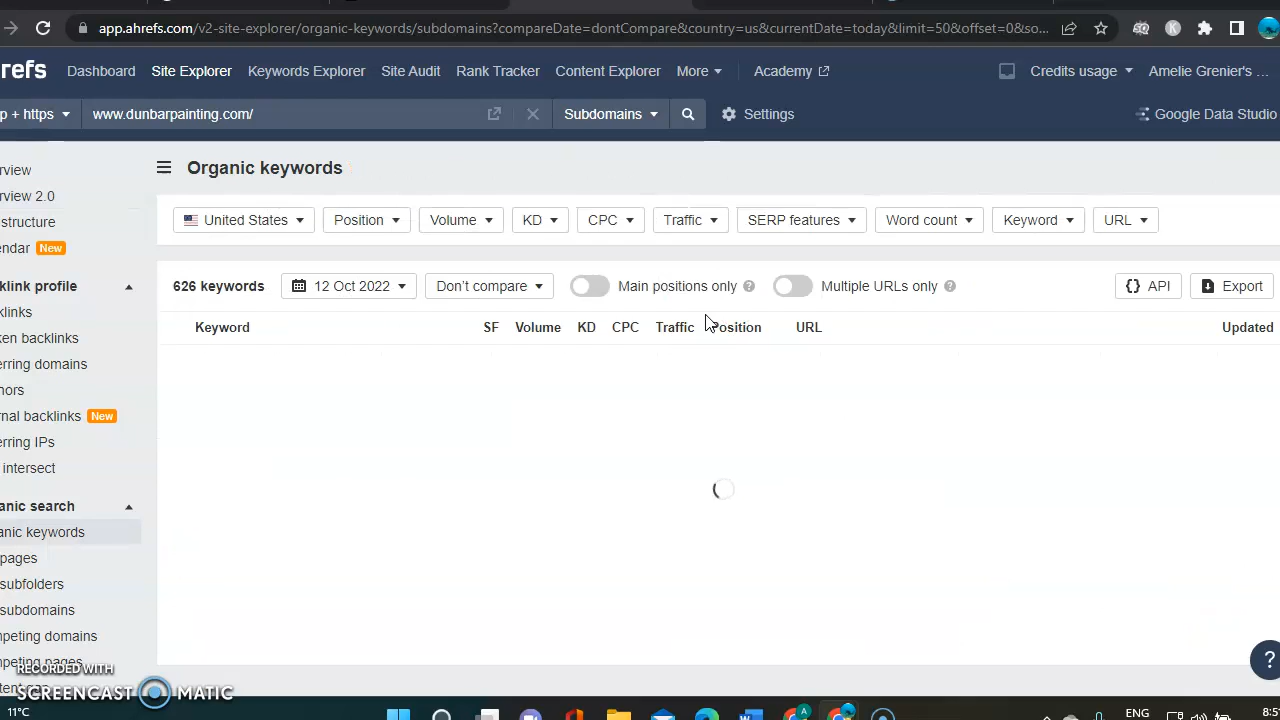 app.ahrefs.com/v2-site-explorer/organic-keywords/subdomains?compareDate=dontCompare&country=us&currentDate=today&limit=50&offset=0&so...
refs Dashboard Site Explorer Keywords Explorer Site Audit Rank Tracker Content Explorer More Academy Credits usage Amelie Grenier's ...
p + https www.dunbarpainting.com/ Subdomains Settings Google Data Studio
rview
Organic keywords
rview 2.0
structure
United States Position Volume KD CPC Traffic SERP features Word count Keyword URL
endar New
klink profile
626 keywords 12 Oct 2022 Don't compare Main positions only Multiple URLs only API Export
klinks
Keyword SF Volume KD CPC Traffic Position URL Updated
ken backlinks
erring domains
hors
rnal backlinks New
erring IPs
intersect
anic search
anic keywords
pages
subfolders
subdomains
mpeting domains
mpeting pages
RECORDED WITH
SCREENCAST MATIC
11°C
ENG
8:5